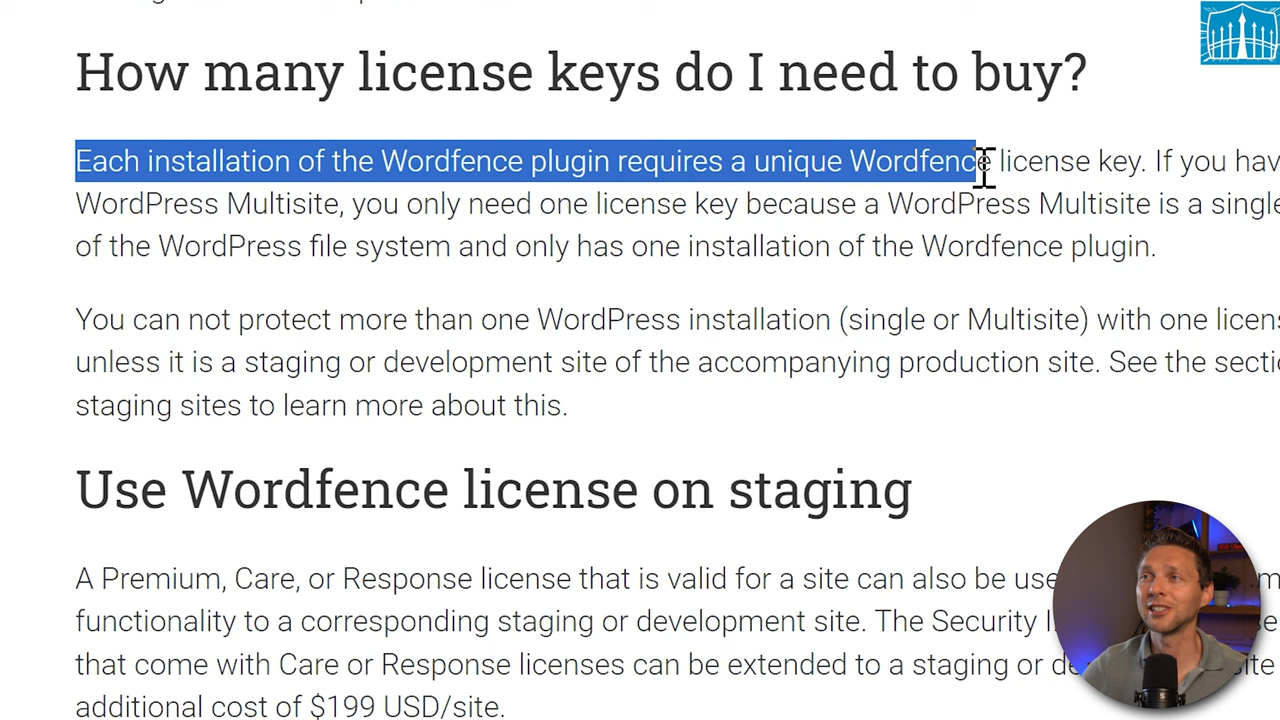 How many license keys do I need to buy?
Each installation of the Wordfence plugin requires a unique Wordfence license key. If you hav
WordPress Multisite, you only need one license key because a WordPress Multisite is a single
of the WordPress file system and only has one installation of the Wordfence plugin.
You can not protect more than one WordPress installation (single or Multisite) with one licens
unless it is a staging or development site of the accompanying production site. See the secti
staging sites to learn more about this.
Use Wordfence license on staging
A Premium, Care, or Response license that is valid for a site can also be use
functionality to a corresponding staging or development site. The Security I
that come with Care or Response licenses can be extended to a staging or de
additional cost of $199 USD/site.